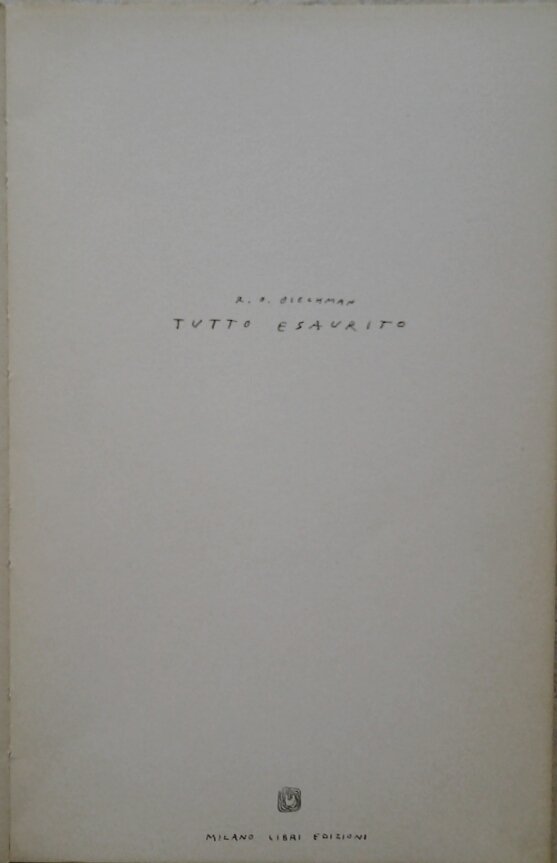 R. O. BLECHMAN
TUTTO ESAURITO
MILANO LIBRI EDIZIONI